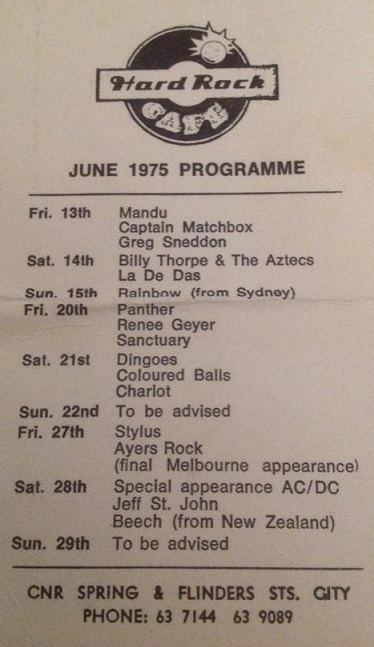 Hard Rock
CAFE
JUNE 1975 PROGRAMME
Fri. 13th Mandu
Captain Matchbox
Greg Sneddon
Sat. 14th Billy Thorpe & The Aztecs
La De Das
Sun. 15th Rainbow (from Sydney)
Fri. 20th Panther
Renee Geyer
Sanctuary
Sat. 21st Dingoes
Coloured Balls
Chariot
Sun. 22nd To be advised
Fri. 27th Stylus
Ayers Rock
(final Melbourne appearance)
Sat. 28th Special appearance AC/DC
Jeff St. John
Beech (from New Zealand)
Sun. 29th To be advised
CNR SPRING & FLINDERS STS. CITY
PHONE: 63 7144 63 9089